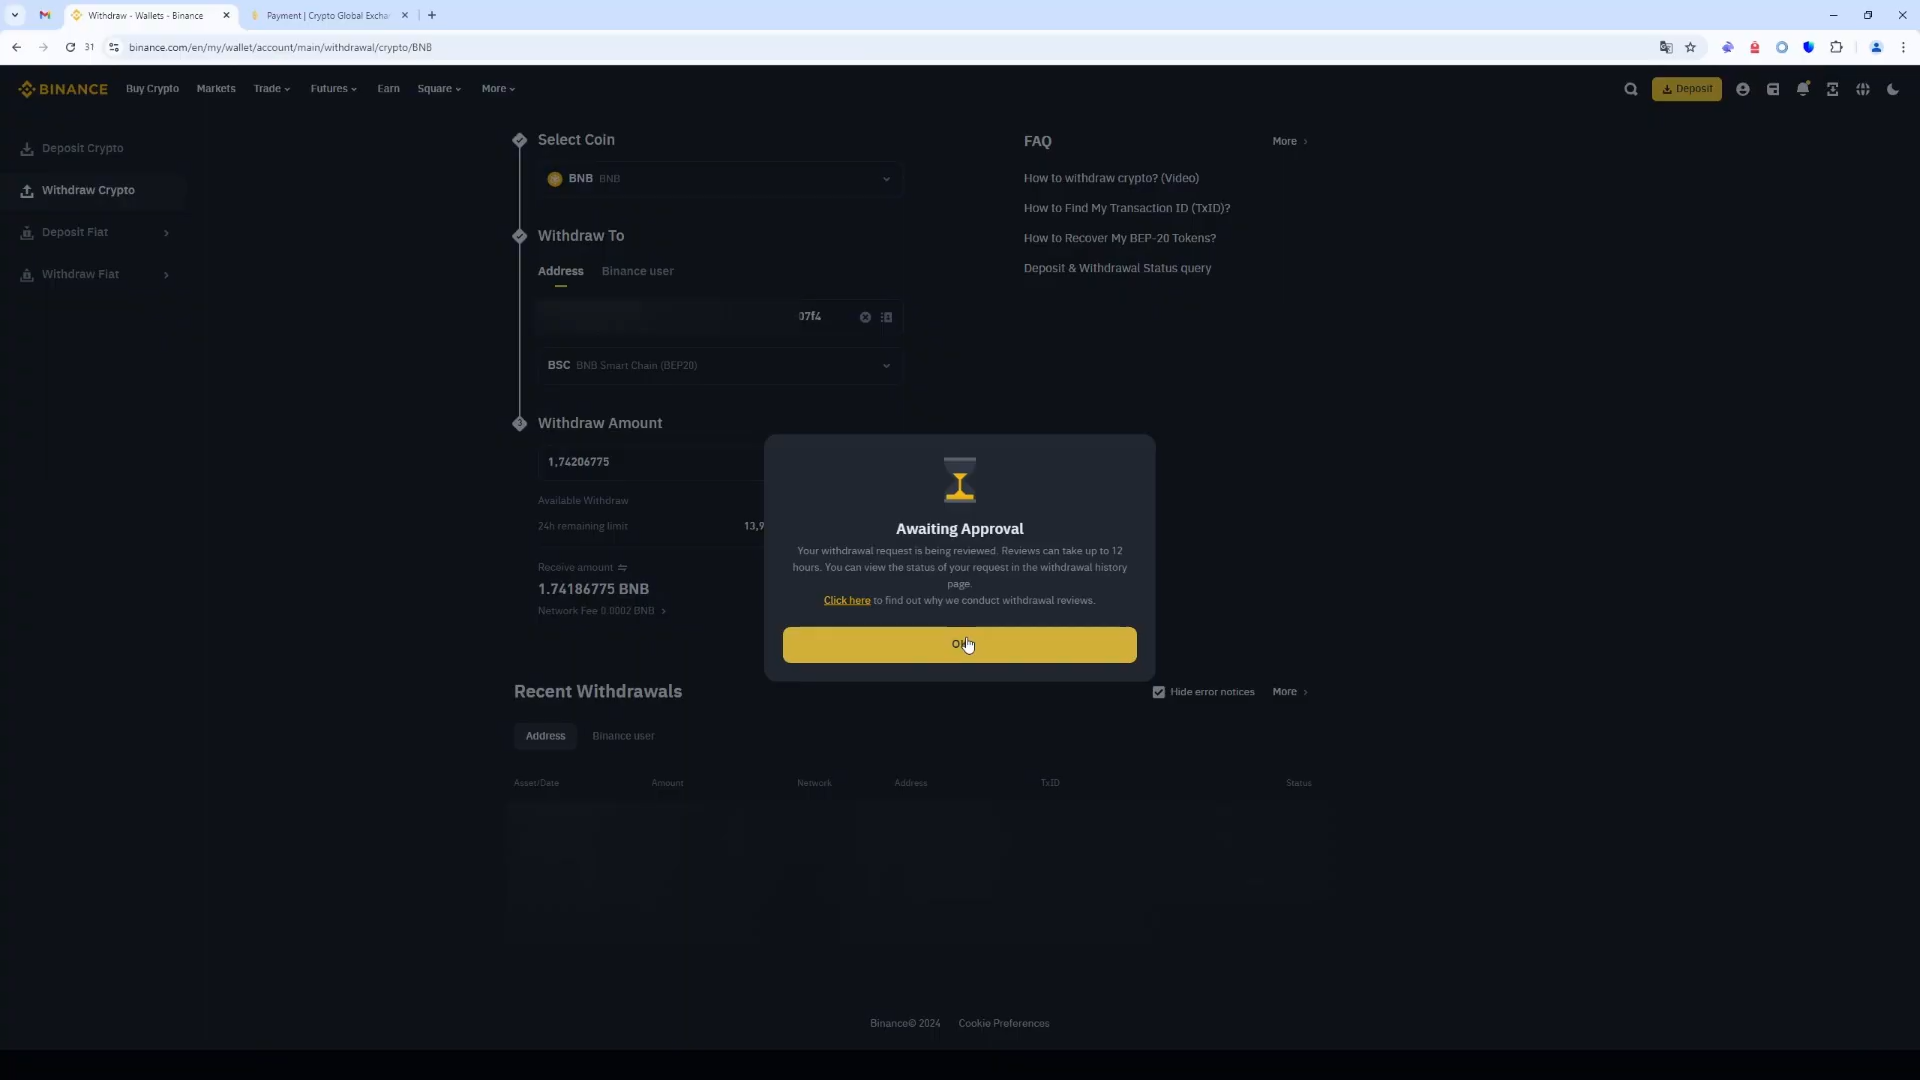 Withdraw - Wallets - Binance
Payment | Crypto Global Exchan
31
binance.com/en/my/wallet/account/main/withdrawal/crypto/BNB
BINANCE
Buy Crypto
Markets
Trade
Futures
Earn
Square
More
Deposit
Deposit Crypto
Withdraw Crypto
Deposit Fiat
Withdraw Fiat
Select Coin
BNB BNB
Withdraw To
Address
Binance user
07f4
BSC BNB Smart Chain (BEP20)
3
Withdraw Amount
1,74206775
Available Withdraw
24h remaining limit
13,9
Receive amount
1.74186775 BNB
Network Fee 0.0002 BNB
FAQ
More
How to withdraw crypto? (Video)
How to Find My Transaction ID (TxID)?
How to Recover My BEP-20 Tokens?
Deposit & Withdrawal Status query
Awaiting Approval
Your withdrawal request is being reviewed. Reviews can take up to 12
hours. You can view the status of your request in the withdrawal history
page.
Click here to find out why we conduct withdrawal reviews.
OK
Recent Withdrawals
Hide error notices
More
Address
Binance user
Asset/Date
Amount
Network
Address
TxID
Status
Binance© 2024
Cookie Preferences